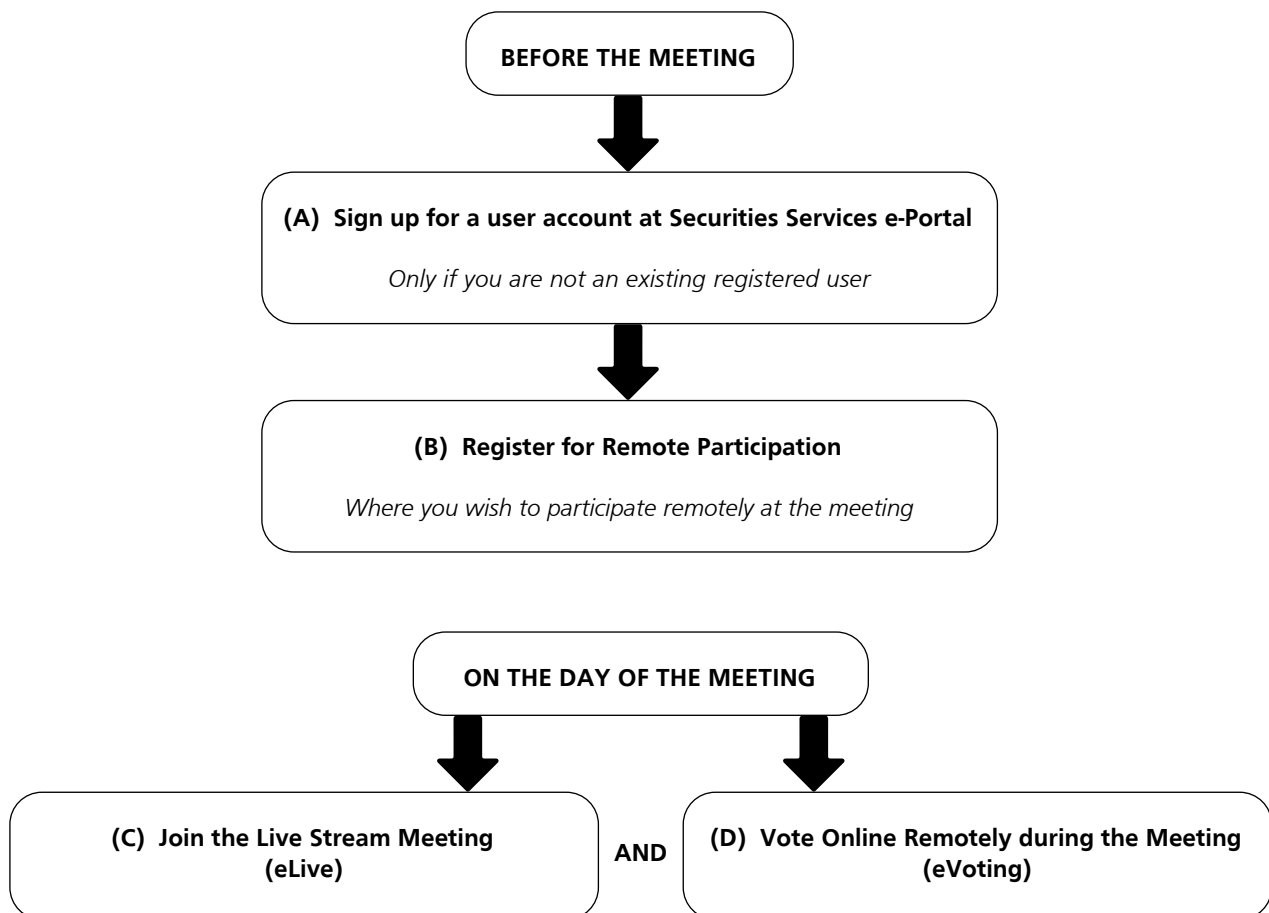 BEFORE THE MEETING
(A) Sign up for a user account at Securities Services e-Portal
Only if you are not an existing registered user
(B) Register for Remote Participation
Where you wish to participate remotely at the meeting
ON THE DAY OF THE MEETING
(C) Join the Live Stream Meeting
(eLive)
AND
(D) Vote Online Remotely during the Meeting
(eVoting)